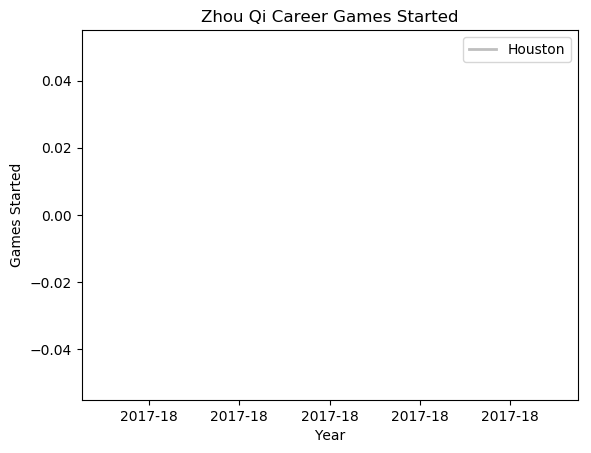 Zhou Qi Career Games Started
Houston
0.04
0.02
0.00
−0.02
−0.04
Games Started
2017-18 2017-18 2017-18 2017-18 2017-18
Year